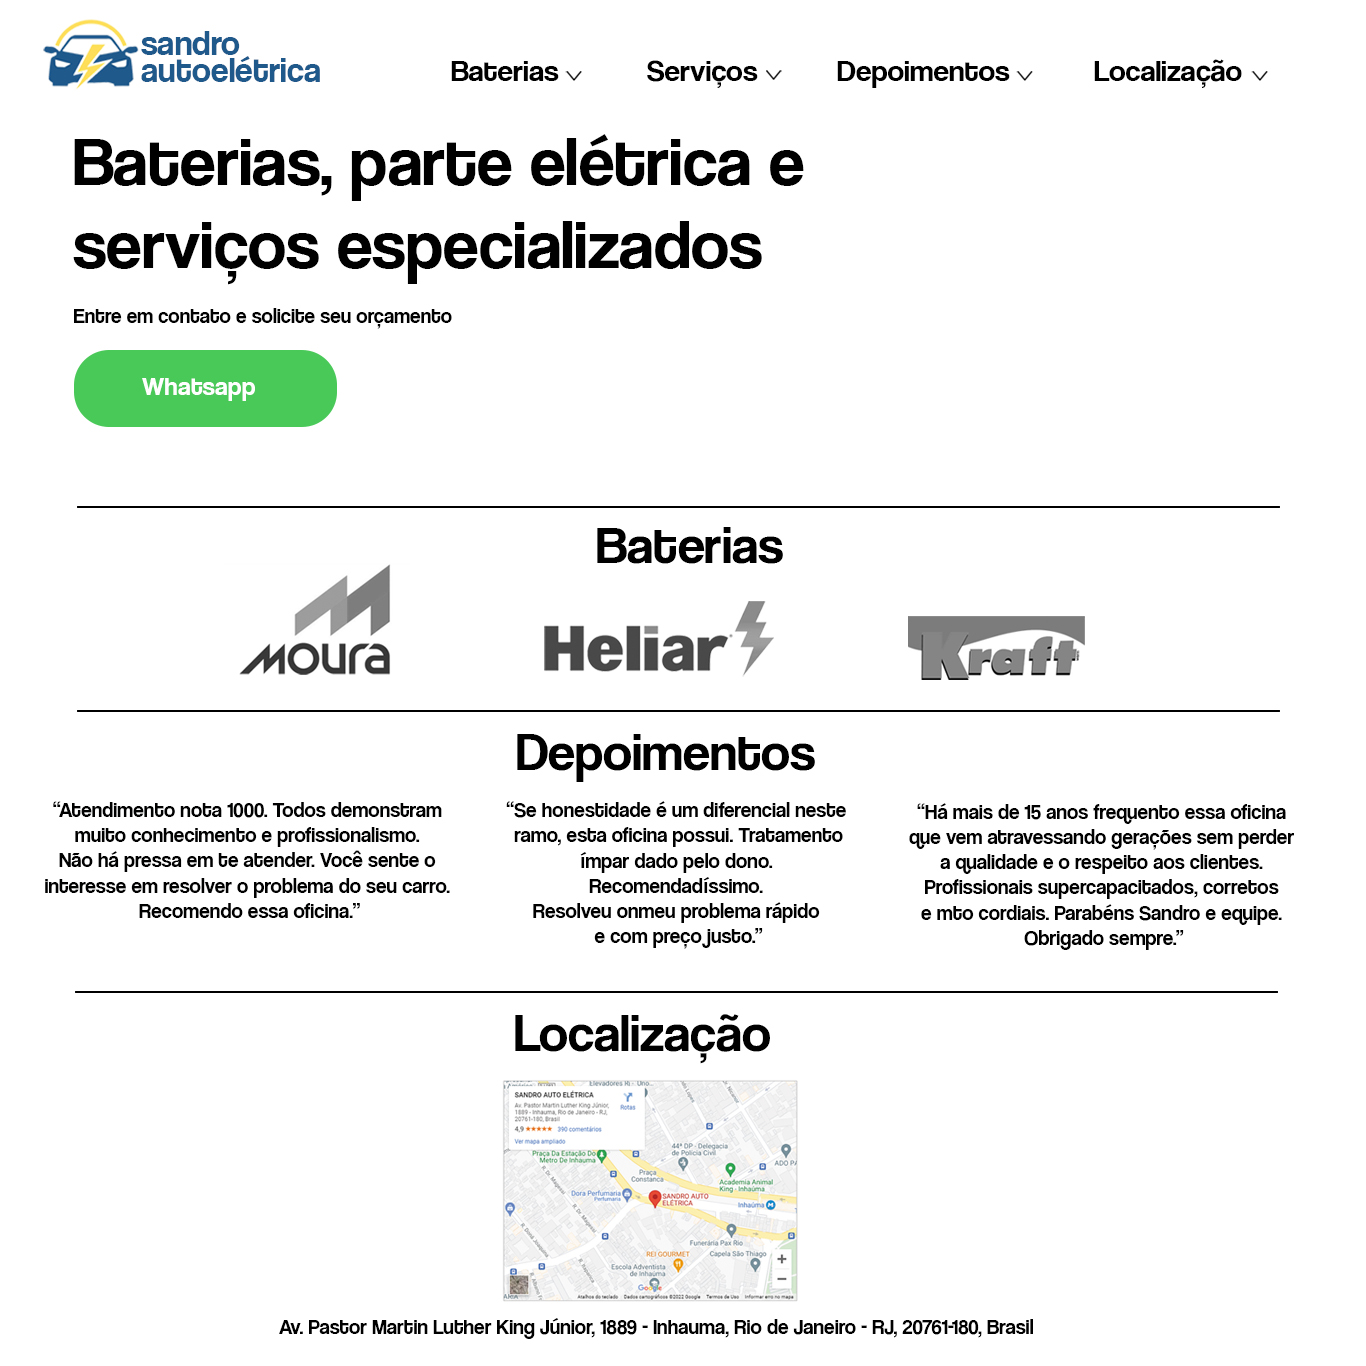 sandro
autoelétrica
Baterias
Serviços
Depoimentos
Localização
Baterias, parte elétrica e
serviços especializados
Entre em contato e solicite seu orçamento
Whatsapp
Baterias
moura
Heliar
Kraft
Depoimentos
“Atendimento nota 1000. Todos demonstram
muito conhecimento e profissionalismo.
Não há pressa em te atender. Você sente o
interesse em resolver o problema do seu carro.
Recomendo essa oficina.”
“Se honestidade é um diferencial neste
ramo, esta oficina possui. Tratamento
ímpar dado pelo dono.
Recomendadíssimo.
Resolveu onmeu problema rápido
e com preço justo.”
“Há mais de 15 anos frequento essa oficina
que vem atravessando gerações sem perder
a qualidade e o respeito aos clientes.
Profissionais supercapacitados, corretos
e mto cordiais. Parabéns Sandro e equipe.
Obrigado sempre.”
Localização
Elevadores Ri - Uno...
SANDRO AUTO ELÉTRICA
Av. Pastor Martin Luther King Júnior,
1889 - Inhauma, Rio de Janeiro - RJ,
20761-180, Brasil
Rotas
4,9 ★★★★★ 390 comentários
Ver mapa ampliado
44ª DP - Delegacia
de Polícia Civil
Praça Da Estação Do
Metro De Inhauma
Praça
Constanca
ADO PA
Academia Animal
King - Inhaúma
Dora Perfumaria
Perfumaria
SANDRO AUTO
ELÉTRICA
Inhaúma
R. Dr. Magessi
R. Dr. Magessi
Funerária Pax Rio
REI GOURMET
Capela São Thiago
Escola Adventista
de Inhaúma
Google
Atalhos do teclado
Dados cartográficos ©2022 Google
Termos de Uso
Informar erro no mapa
Av. Pastor Martin Luther King Júnior, 1889 - Inhauma, Rio de Janeiro - RJ, 20761-180, Brasil